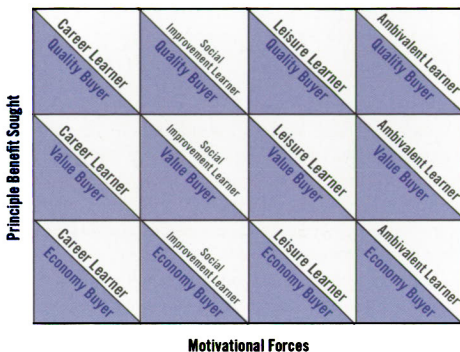 Principle Benefit Sought
Career Learner
Quality Buyer
Social
Improvement Learner
Quality Buyer
Leisure Learner
Quality Buyer
Ambivalent Learner
Quality Buyer
Career Learner
Value Buyer
Social
Improvement Learner
Value Buyer
Leisure Learner
Value Buyer
Ambivalent Learner
Value Buyer
Career Learner
Economy Buyer
Social
Improvement Learner
Economy Buyer
Leisure Learner
Economy Buyer
Ambivalent Learner
Economy Buyer
Motivational Forces